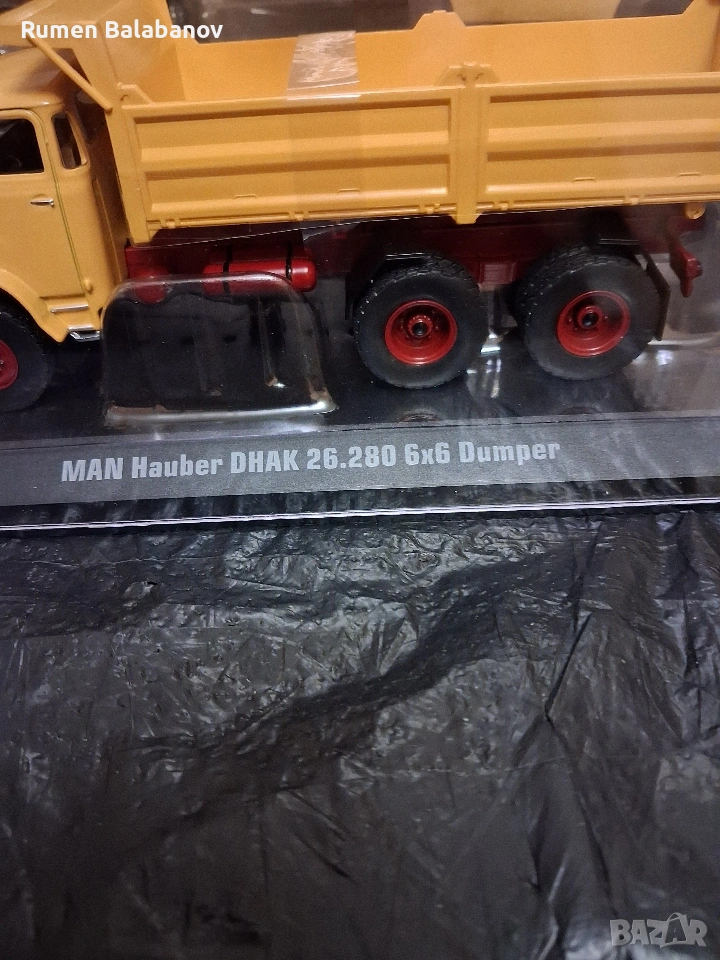 Rumen Balabanov
MAN Hauber DHAK 26.280 6x6 Dumper
BAZAR